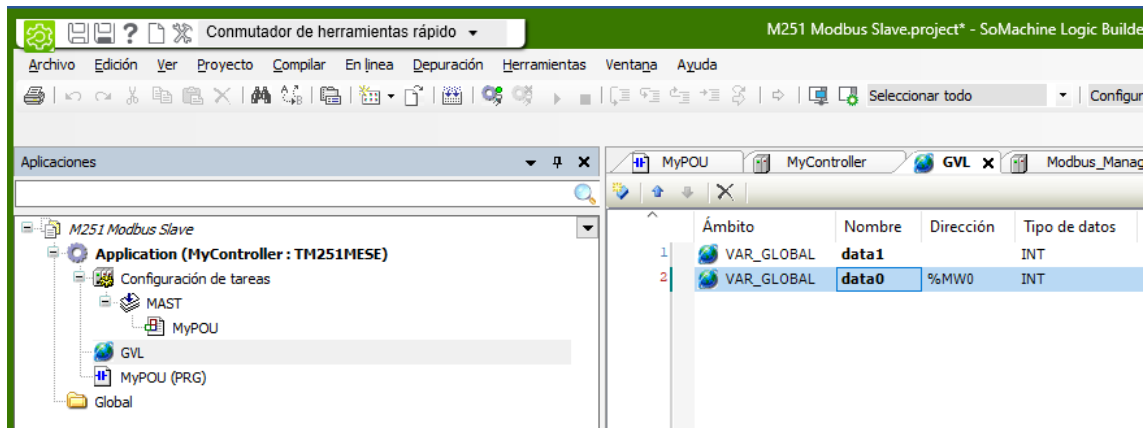 Conmutador de herramientas rápido
M251 Modbus Slave.project* - SoMachine Logic Builde
Archivo Edición Ver Proyecto Compilar En línea Depuración Herramientas Ventana Ayuda
Seleccionar todo Configur
Aplicaciones
MyPOU MyController GVL Modbus_Manag
M251 Modbus Slave
Application (MyController : TM251MESE)
Configuración de tareas
MAST
MyPOU
GVL
MyPOU (PRG)
Global
Ámbito Nombre Dirección Tipo de datos
1 VAR_GLOBAL data1 INT
2 VAR_GLOBAL data0 %MW0 INT